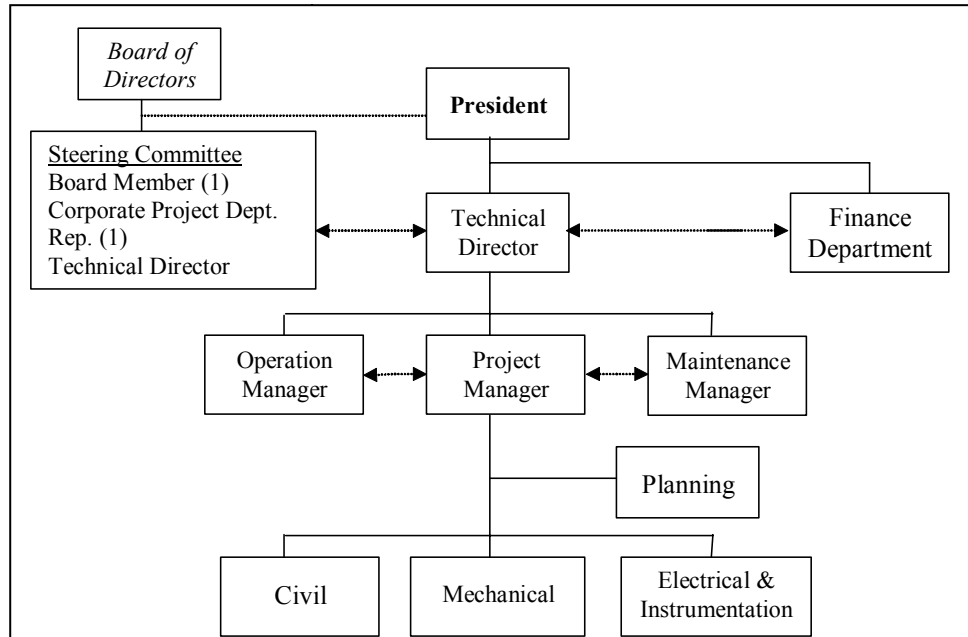 Board of
Directors
President
Steering Committee
Board Member (1)
Corporate Project Dept.
Rep. (1)
Technical Director
Technical
Director
Finance
Department
Operation
Manager
Project
Manager
Maintenance
Manager
Planning
Civil
Mechanical
Electrical &
Instrumentation